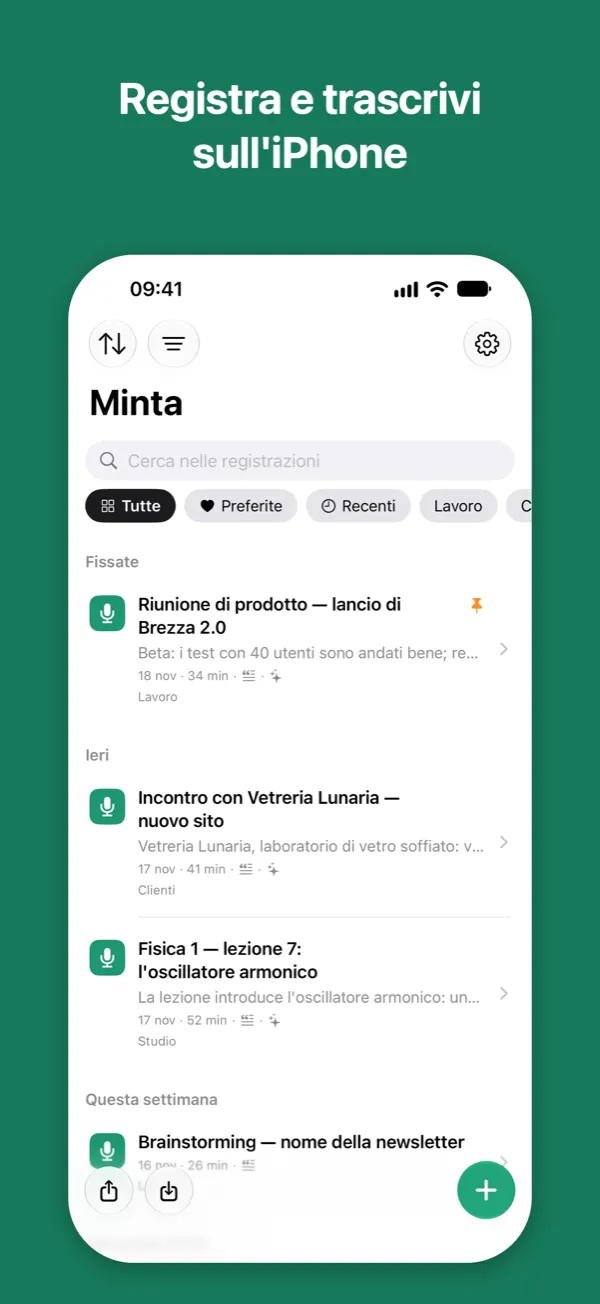 Registra e trascrivi
sull'iPhone
09:41
Minta
Cerca nelle registrazioni
Tutte
Preferite
Recenti
Lavoro
C
Fissate
Riunione di prodotto — lancio di
Brezza 2.0
Beta: i test con 40 utenti sono andati bene; re...
18 nov · 34 min ·
Lavoro
Ieri
Incontro con Vetreria Lunaria —
nuovo sito
Vetreria Lunaria, laboratorio di vetro soffiato: v...
17 nov · 41 min ·
Clienti
Fisica 1 — lezione 7:
l'oscillatore armonico
La lezione introduce l'oscillatore armonico: un...
17 nov · 52 min ·
Studio
Questa settimana
Brainstorming — nome della newsletter
16 nov · 26 min ·